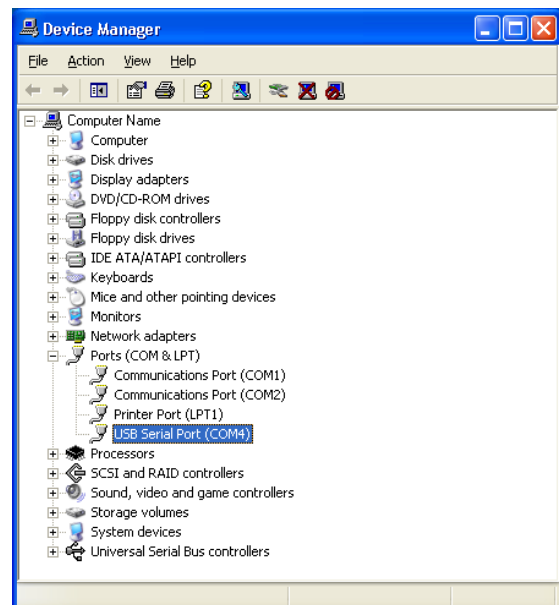 Device Manager
File Action View Help
Computer Name
Computer
Disk drives
Display adapters
DVD/CD-ROM drives
Floppy disk controllers
Floppy disk drives
IDE ATA/ATAPI controllers
Keyboards
Mice and other pointing devices
Monitors
Network adapters
Ports (COM & LPT)
Communications Port (COM1)
Communications Port (COM2)
Printer Port (LPT1)
USB Serial Port (COM4)
Processors
SCSI and RAID controllers
Sound, video and game controllers
Storage volumes
System devices
Universal Serial Bus controllers